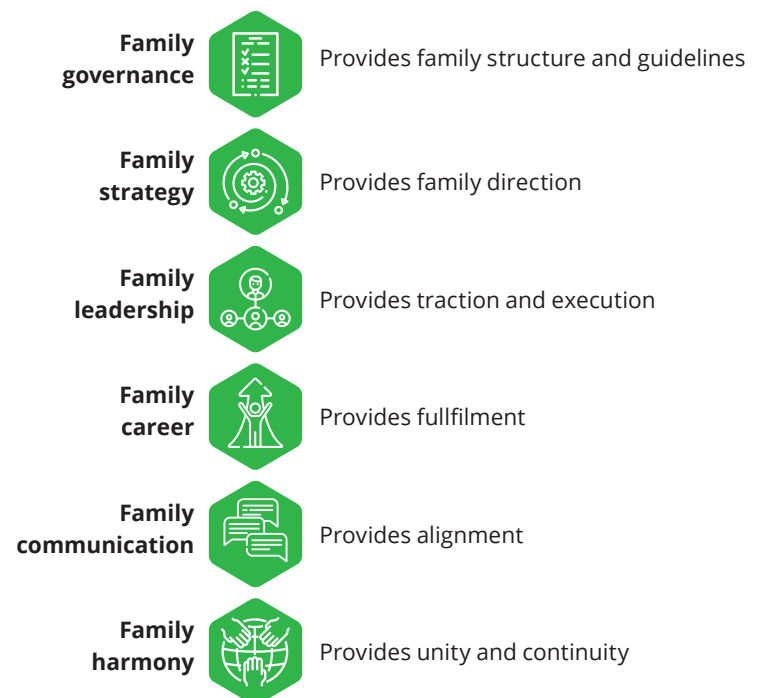 Family
governance
Provides family structure and guidelines
Family
strategy
Provides family direction
Family
leadership
Provides traction and execution
Family
career
Provides fullfilment
Family
communication
Provides alignment
Family
harmony
Provides unity and continuity